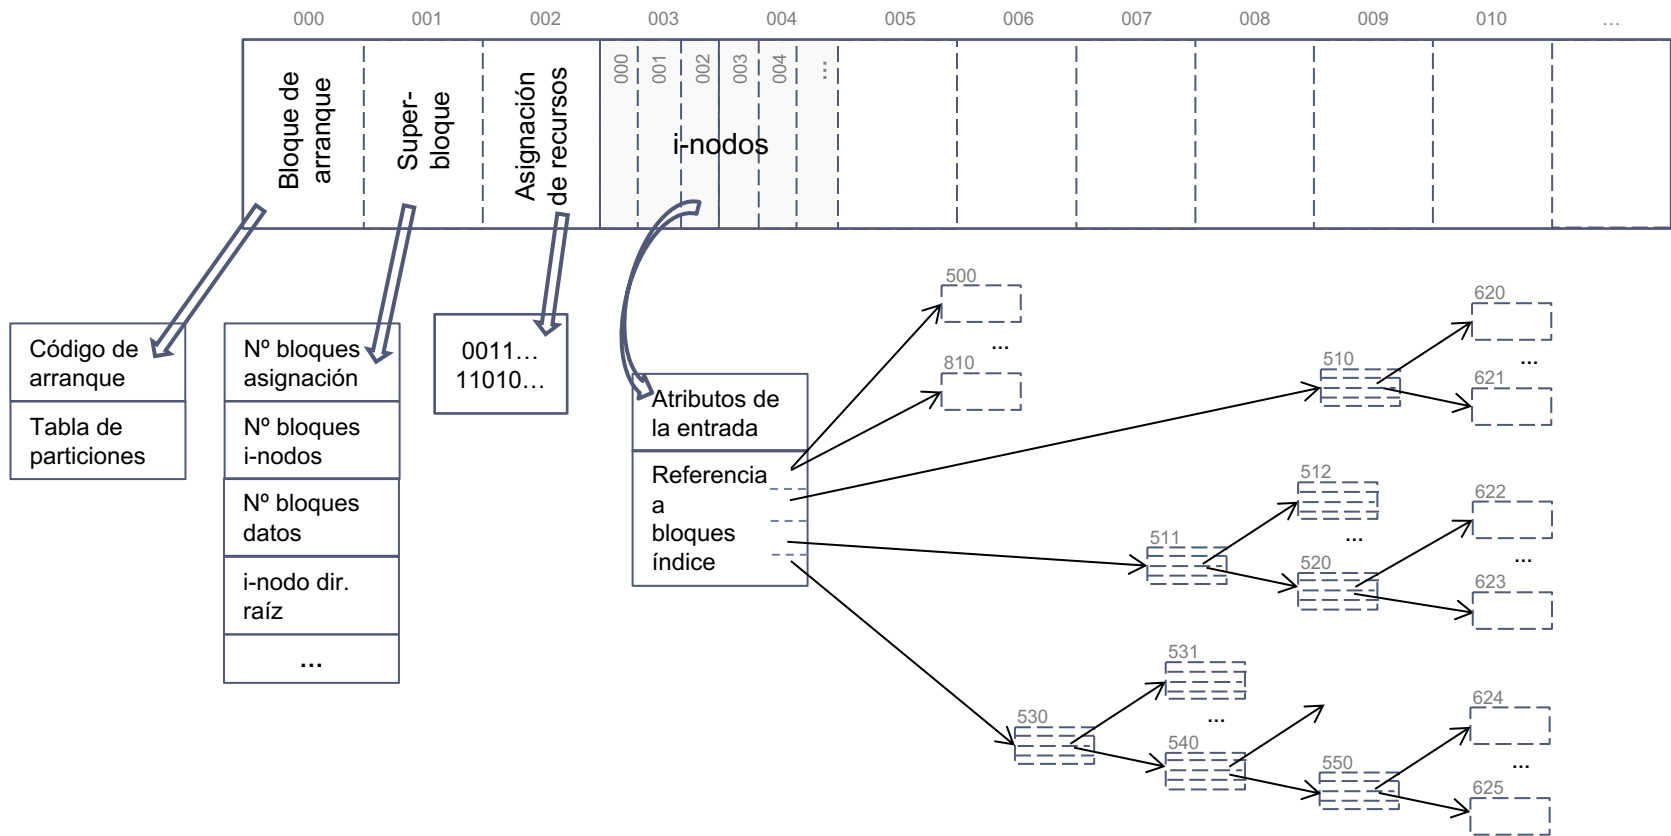 000 001 002 003 004 005 006 007 008 009 010 ...
Bloque de
arranque
Super-
bloque
Asignación
de recursos
000
001
002
003
004
...
i-nodos
Código de
arranque
Tabla de
particiones
Nº bloques
asignación
Nº bloques
i-nodos
Nº bloques
datos
i-nodo dir.
raíz
...
0011...
11010...
Atributos de
la entrada
Referencia
a
bloques
índice
500
...
810
510
620
...
621
511
512
...
520
622
...
623
530
531
...
540
550
624
...
625